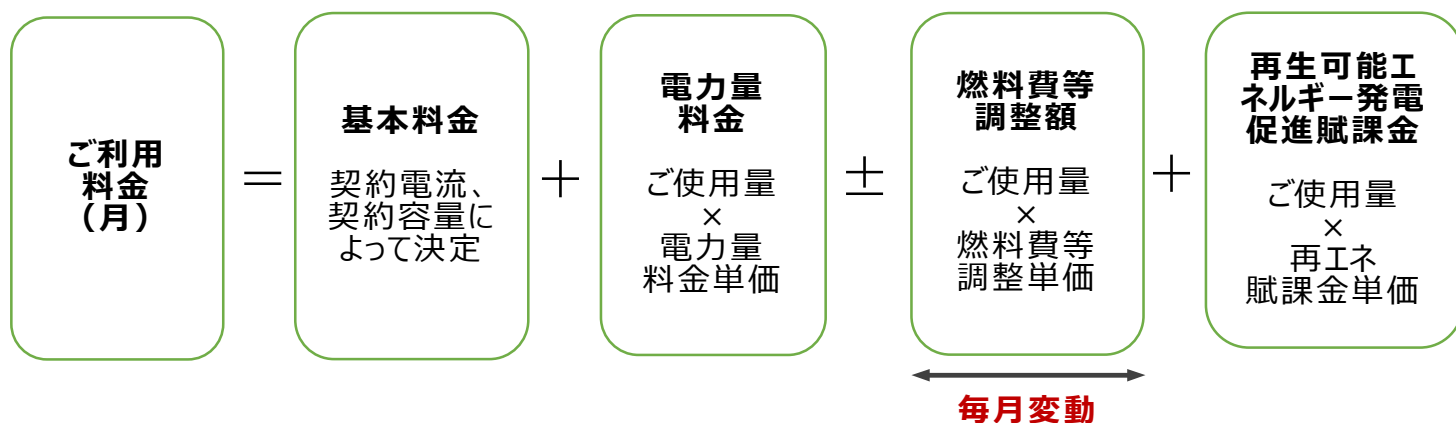 ご利用
料金
（月）
＝
基本料金
契約電流、
契約容量に
よって決定
＋
電力量
料金
ご使用量
×
電力量
料金単価
±
燃料費等
調整額
ご使用量
×
燃料費等
調整単価
＋
再生可能エ
ネルギー発電
促進賦課金
ご使用量
×
再エネ
賦課金単価
毎月変動